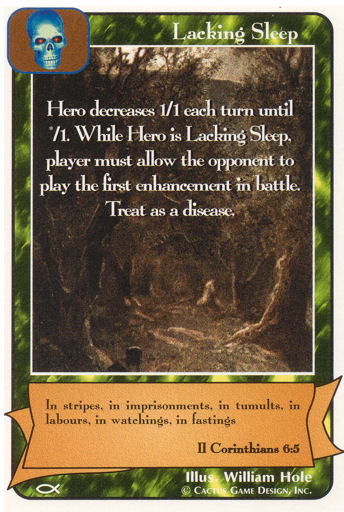 Lacking Sleep
Hero decreases 1/1 each turn until
*/1. While Hero is Lacking Sleep,
player must allow the opponent to
play the first enhancement in battle.
Treat as a disease.
In stripes, in imprisonments, in tumults, in
labours, in watchings, in fastings
II Corinthians 6:5
Illus. William Hole
© Cactus Game Design, Inc.